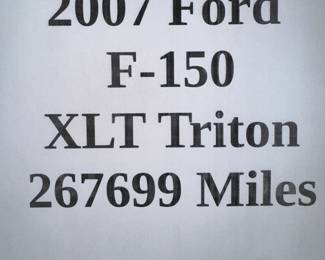 2007 Ford
F-150
XLT Triton
267699 Miles